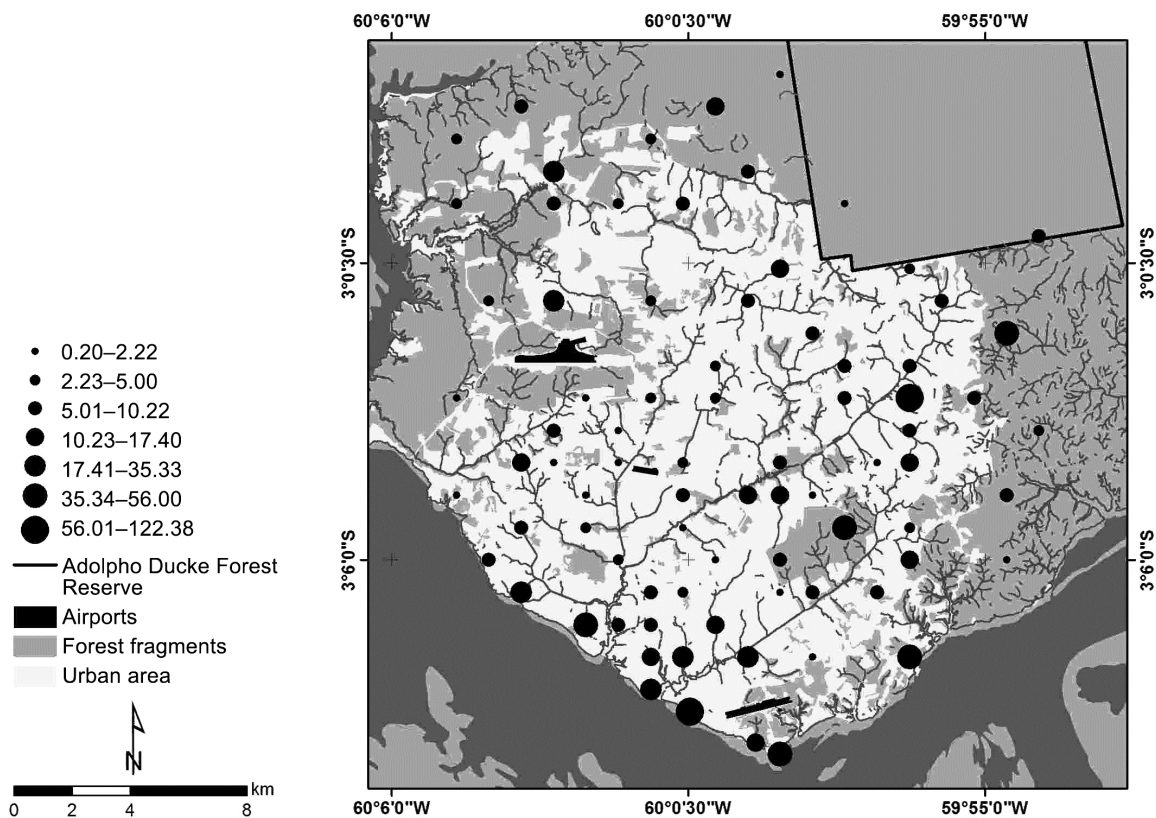 60°6'0"W 60°0'30"W 59°55'0"W
3°0'30"S 3°0'30"S
0.20–2.22
2.23–5.00
5.01–10.22
10.23–17.40
17.41–35.33
35.34–56.00
56.01–122.38
Adolpho Ducke Forest
Reserve
Airports
Forest fragments
Urban area
3°6'0"S 3°6'0"S
N
km
0 2 4 8
60°6'0"W 60°0'30"W 59°55'0"W